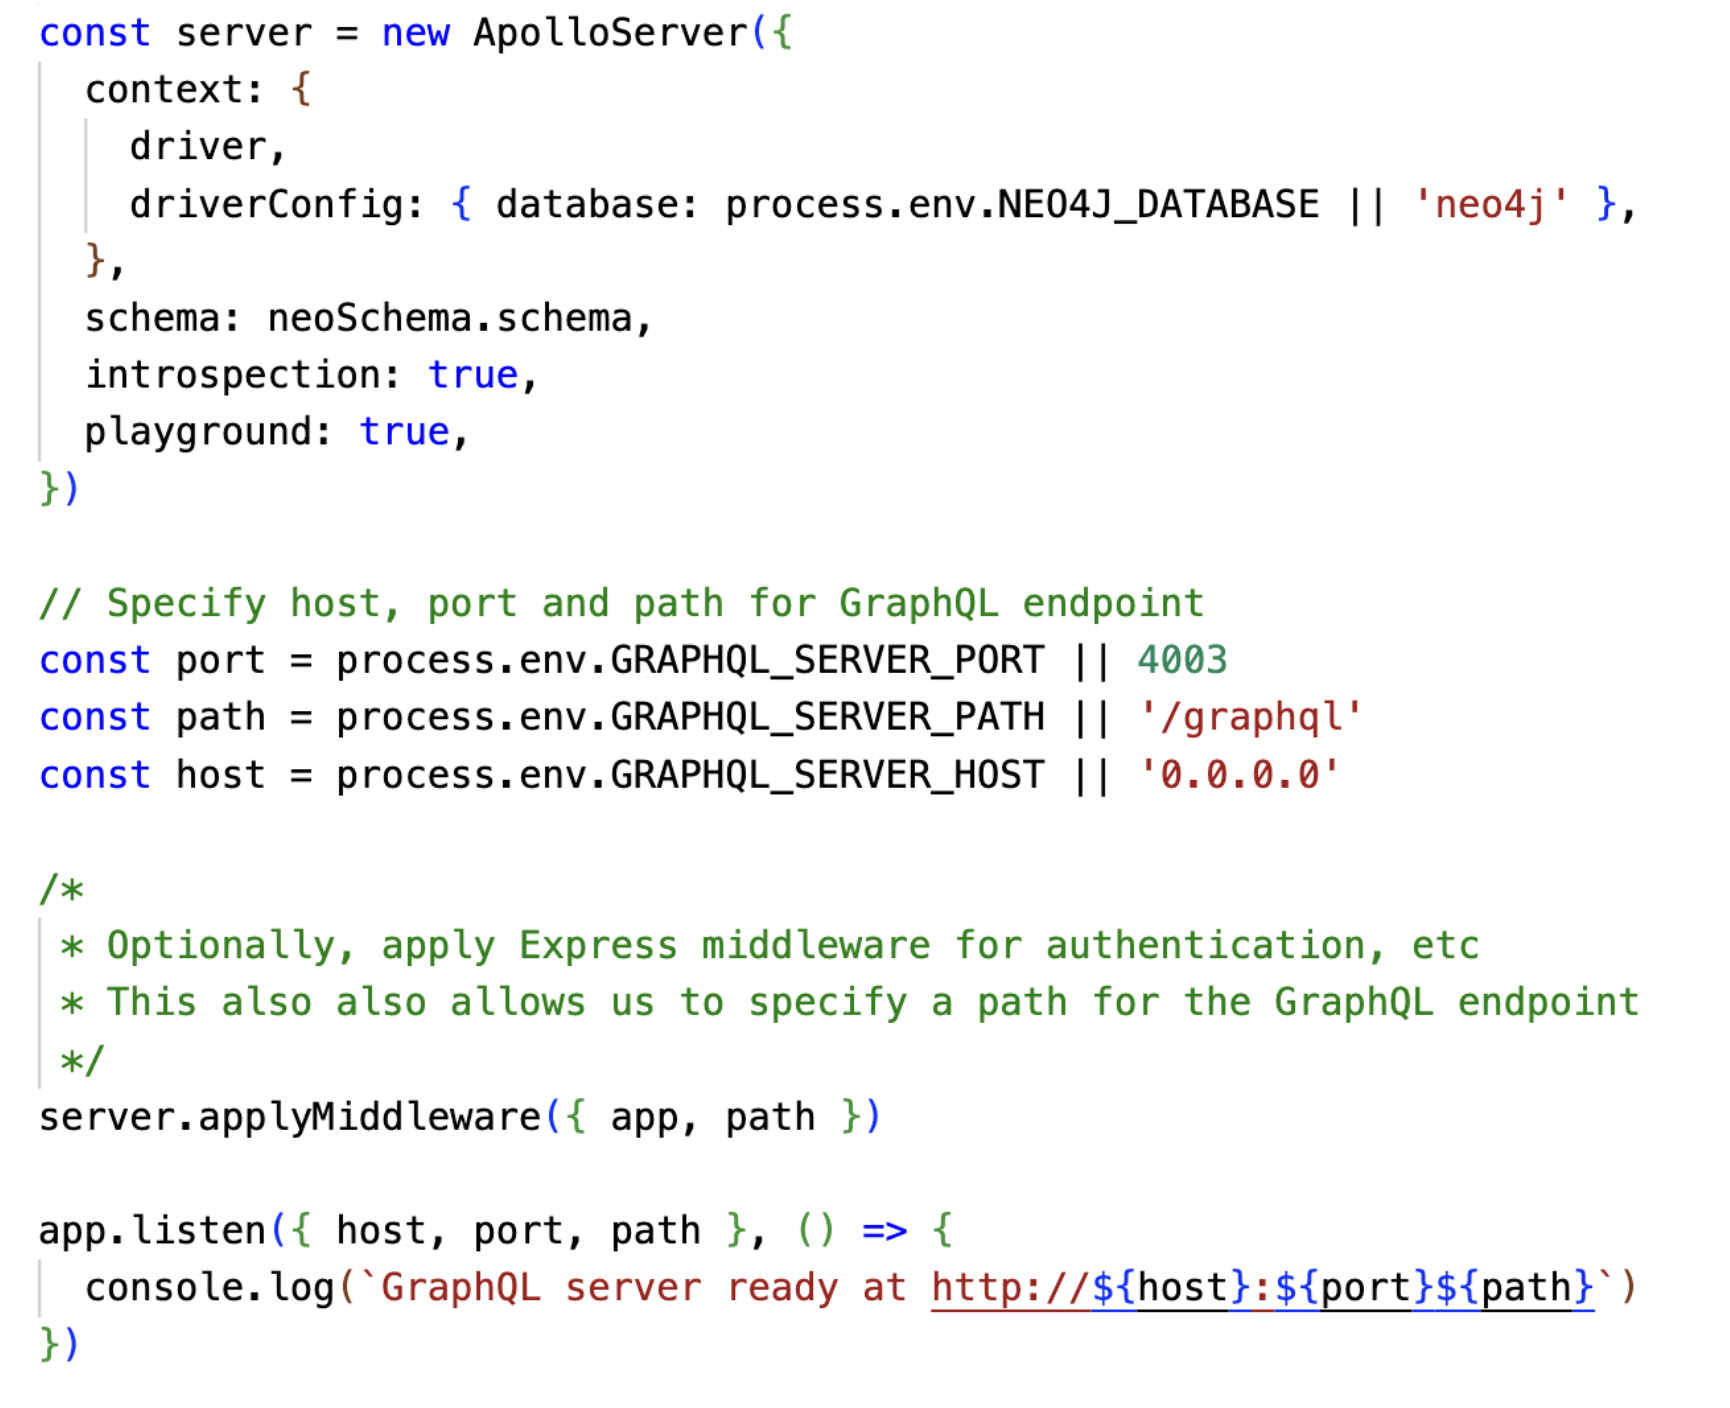 const server = new ApolloServer({
  context: {
    driver,
    driverConfig: { database: process.env.NEO4J_DATABASE || 'neo4j' },
  },
  schema: neoSchema.schema,
  introspection: true,
  playground: true,
})

// Specify host, port and path for GraphQL endpoint
const port = process.env.GRAPHQL_SERVER_PORT || 4003
const path = process.env.GRAPHQL_SERVER_PATH || '/graphql'
const host = process.env.GRAPHQL_SERVER_HOST || '0.0.0.0'

/*
 * Optionally, apply Express middleware for authentication, etc
 * This also also allows us to specify a path for the GraphQL endpoint
 */
server.applyMiddleware({ app, path })

app.listen({ host, port, path }, () => {
  console.log(`GraphQL server ready at http://${host}:${port}${path}`)
})